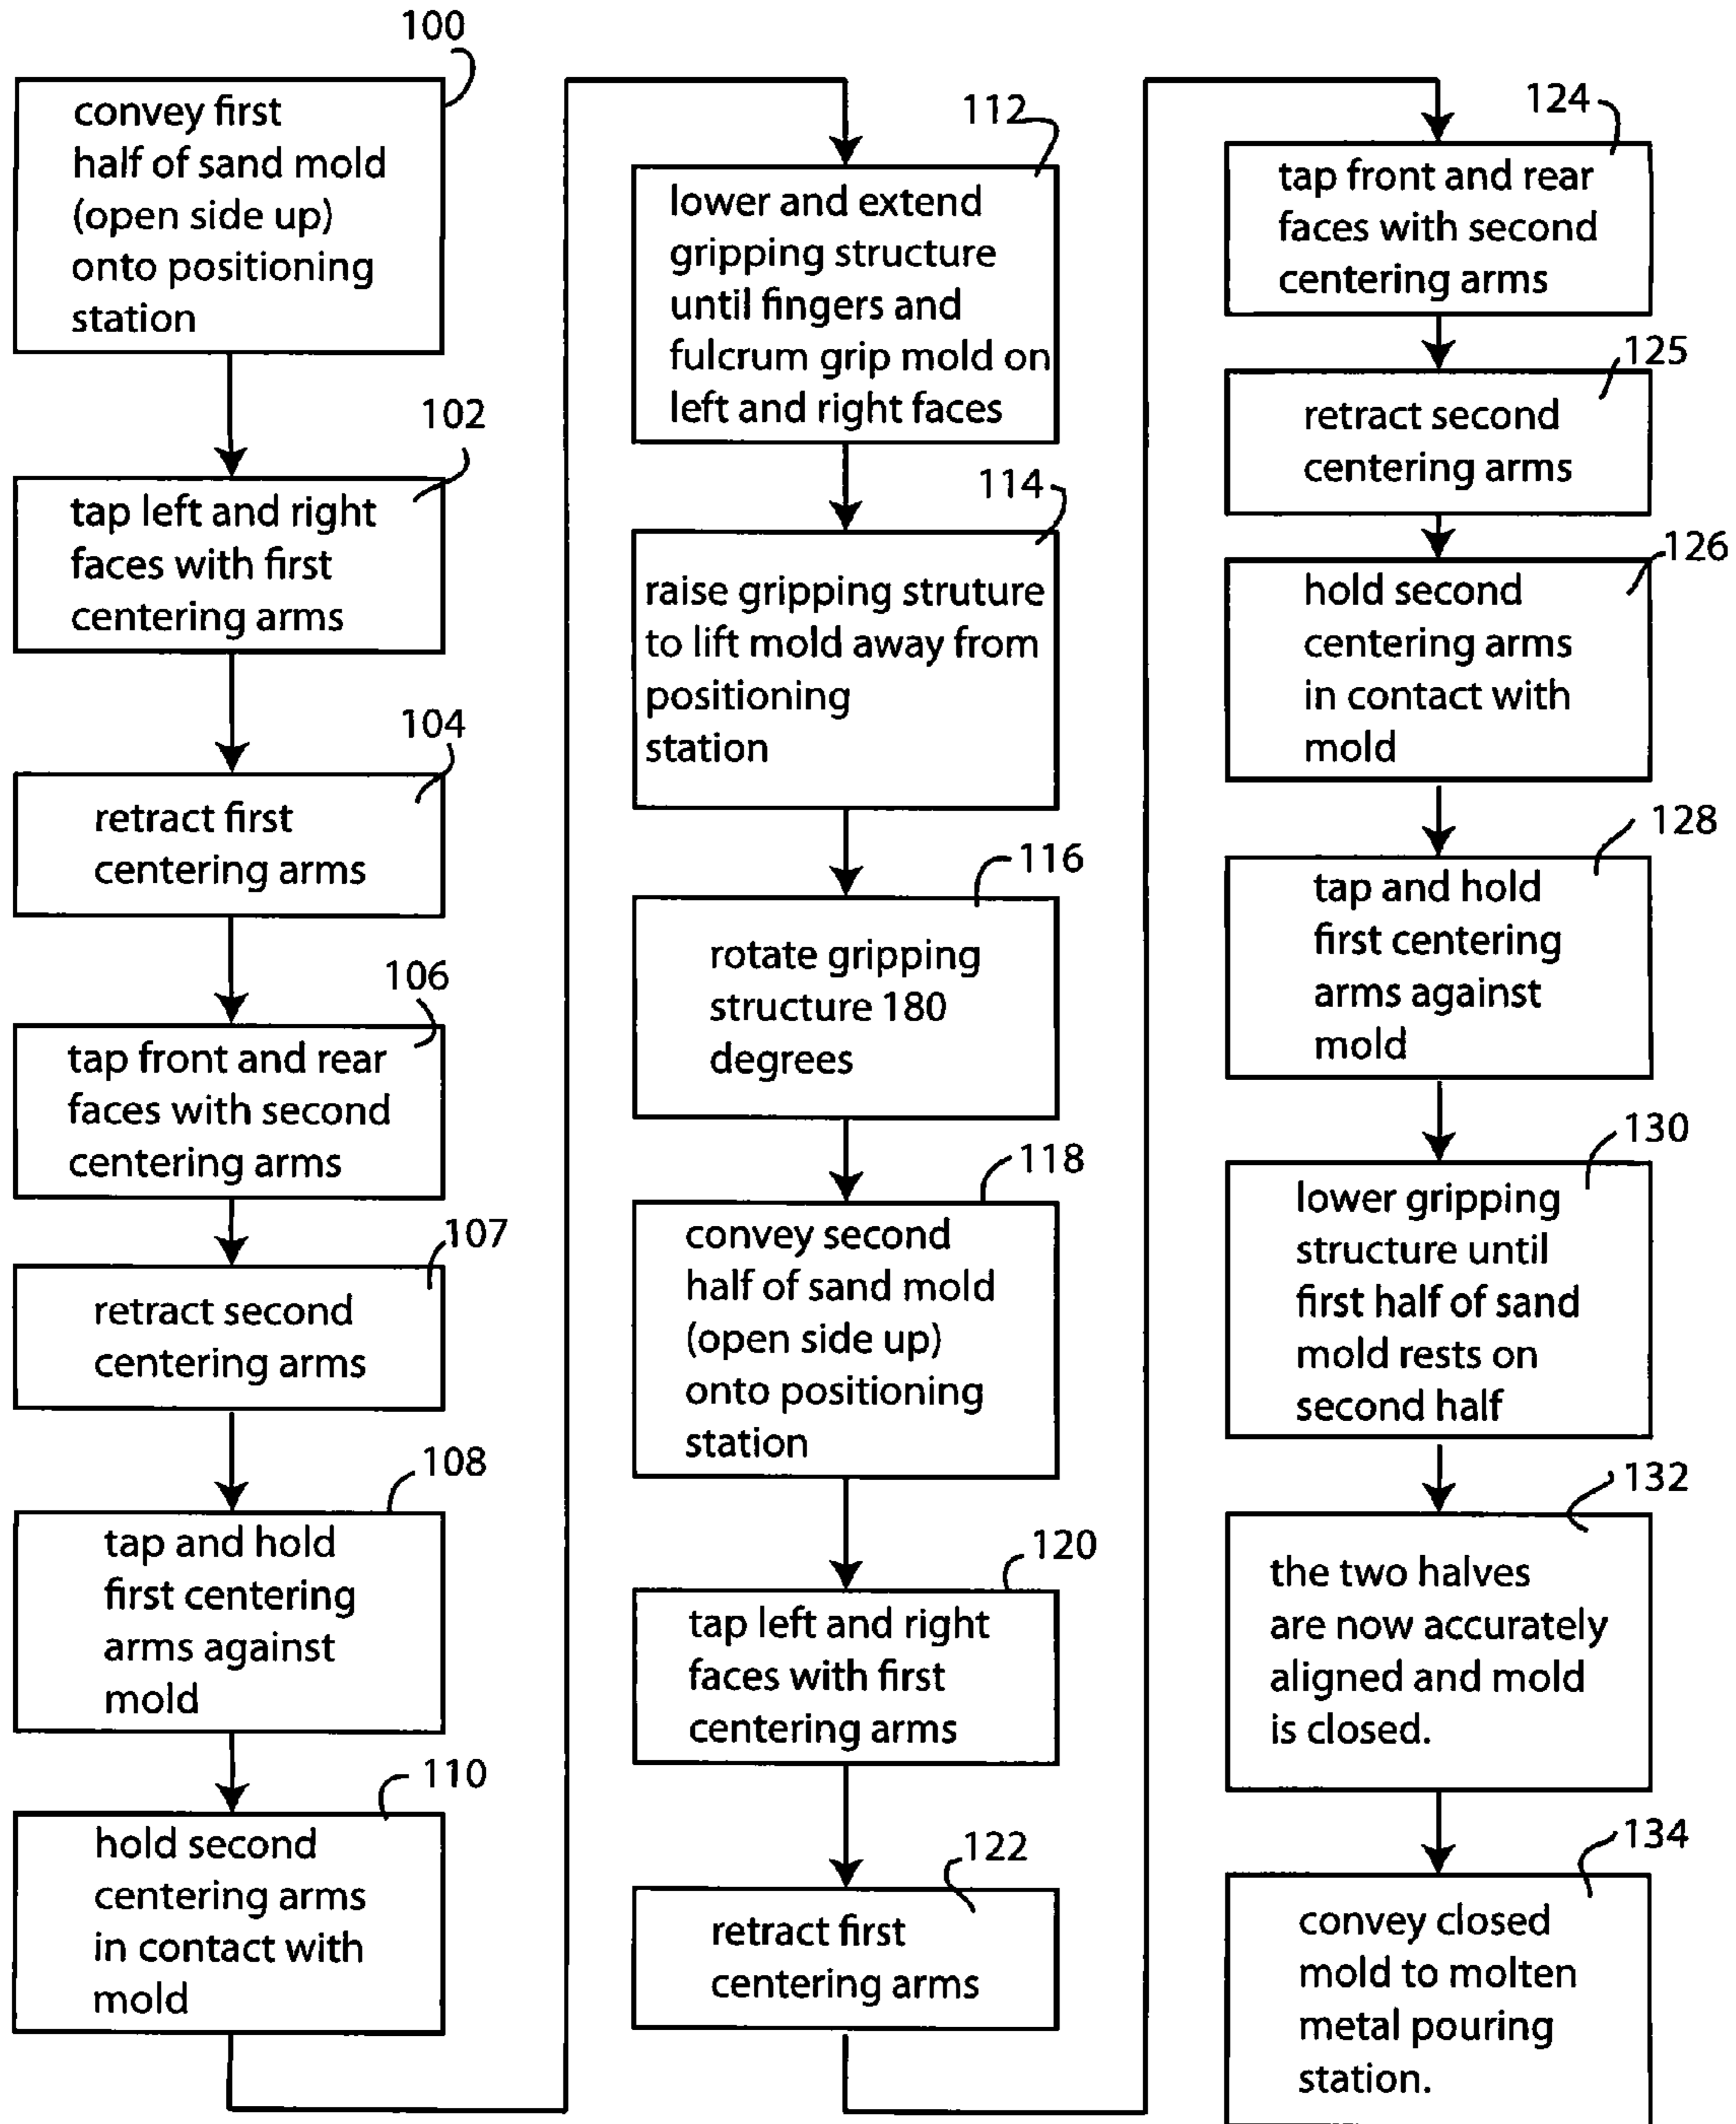 100
convey first
half of sand mold
(open side up)
onto positioning
station
102
tap left and right
faces with first
centering arms
104
retract first
centering arms
106
tap front and rear
faces with second
centering arms
107
retract second
centering arms
108
tap and hold
first centering
arms against
mold
110
hold second
centering arms
in contact with
mold
112
lower and extend
gripping structure
until fingers and
fulcrum grip mold on
left and right faces
114
raise gripping struture
to lift mold away from
positioning
station
116
rotate gripping
structure 180
degrees
118
convey second
half of sand mold
(open side up)
onto positioning
station
120
tap left and right
faces with first
centering arms
122
retract first
centering arms
124
tap front and rear
faces with second
centering arms
125
retract second
centering arms
126
hold second
centering arms
in contact with
mold
128
tap and hold
first centering
arms against
mold
130
lower gripping
structure until
first half of sand
mold rests on
second half
132
the two halves
are now accurately
aligned and mold
is closed.
134
convey closed
mold to molten
metal pouring
station.